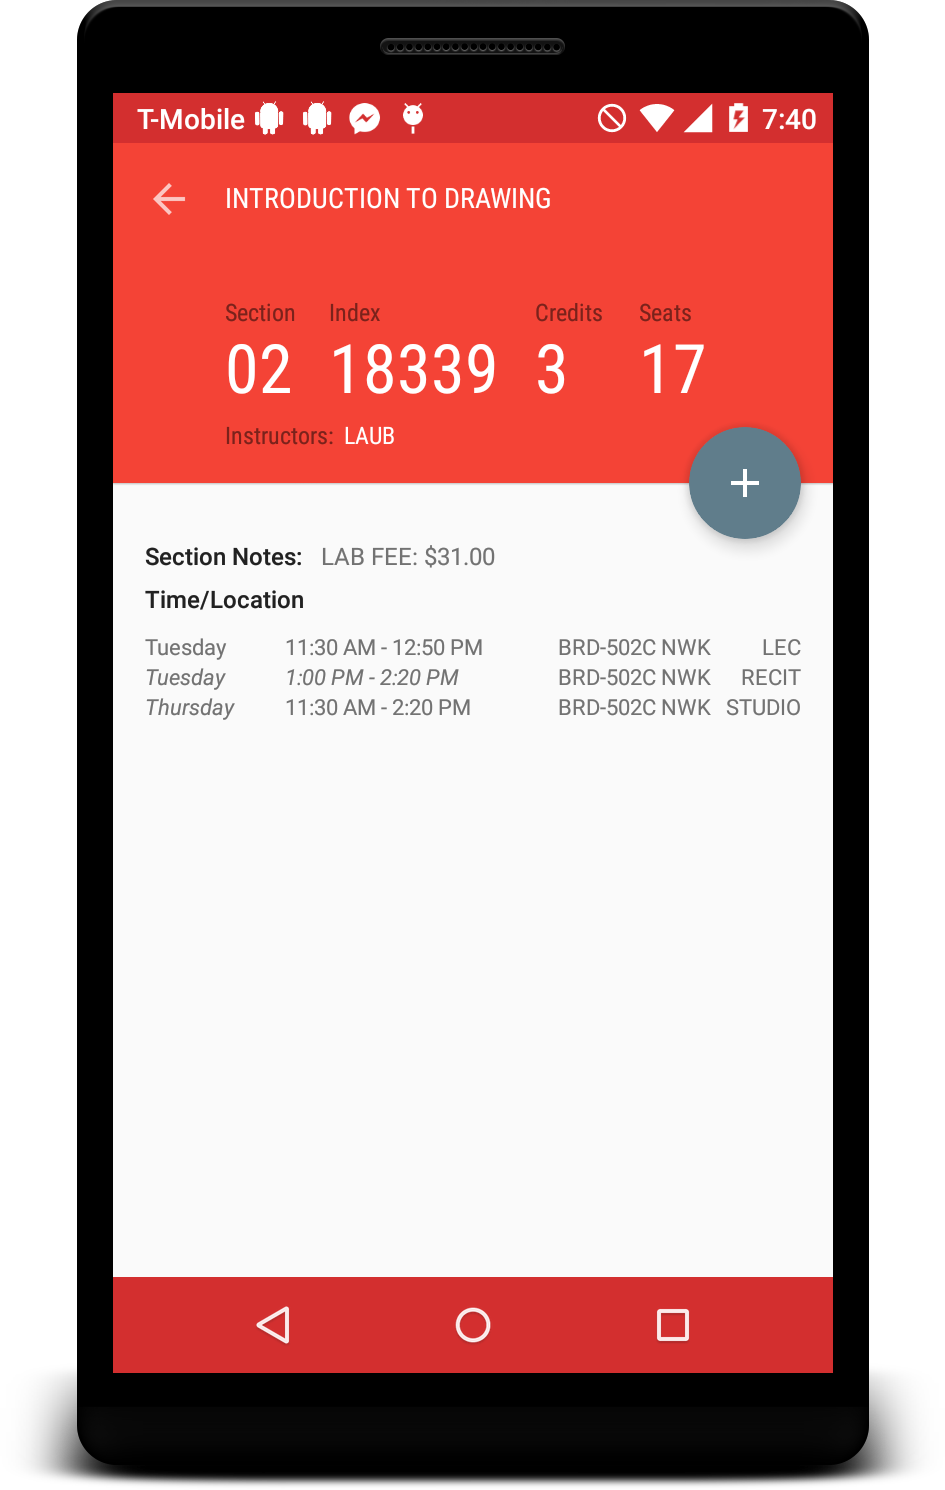 T-Mobile 7:40
INTRODUCTION TO DRAWING
Section Index Credits Seats
02 18339 3 17
Instructors: LAUB
Section Notes: LAB FEE: $31.00
Time/Location
Tuesday 11:30 AM - 12:50 PM BRD-502C NWK LEC
Tuesday 1:00 PM - 2:20 PM BRD-502C NWK RECIT
Thursday 11:30 AM - 2:20 PM BRD-502C NWK STUDIO